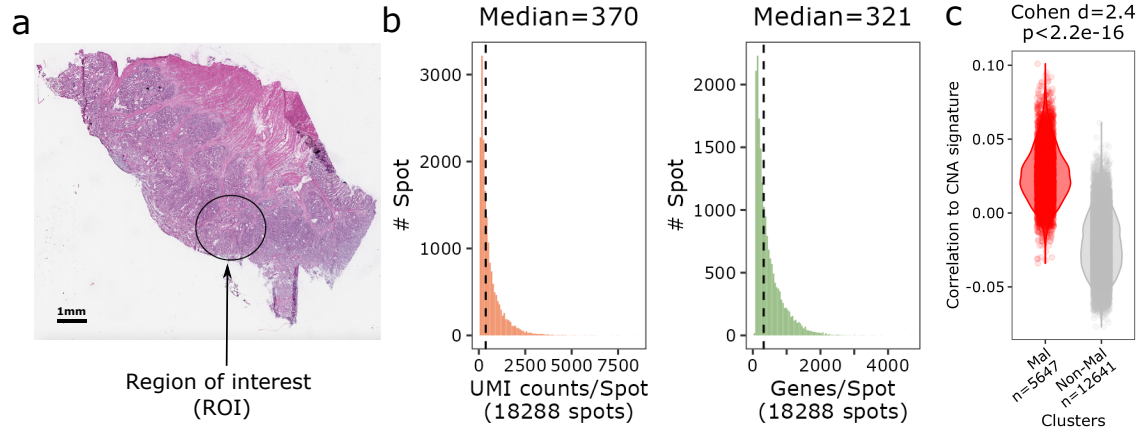 a
1mm
Region of interest
(ROI)
b
Median=370
# Spot
3000
2000
1000
0
0
2500
5000
7500
UMI counts/Spot
(18288 spots)
Median=321
# Spot
2000
1500
1000
500
0
0
2000
4000
Genes/Spot
(18288 spots)
c
Cohen d=2.4
p<2.2e-16
Correlation to CNA signature
0.10
0.05
0.00
-0.05
Mal
n=5647
Non-Mal
n=12641
Clusters